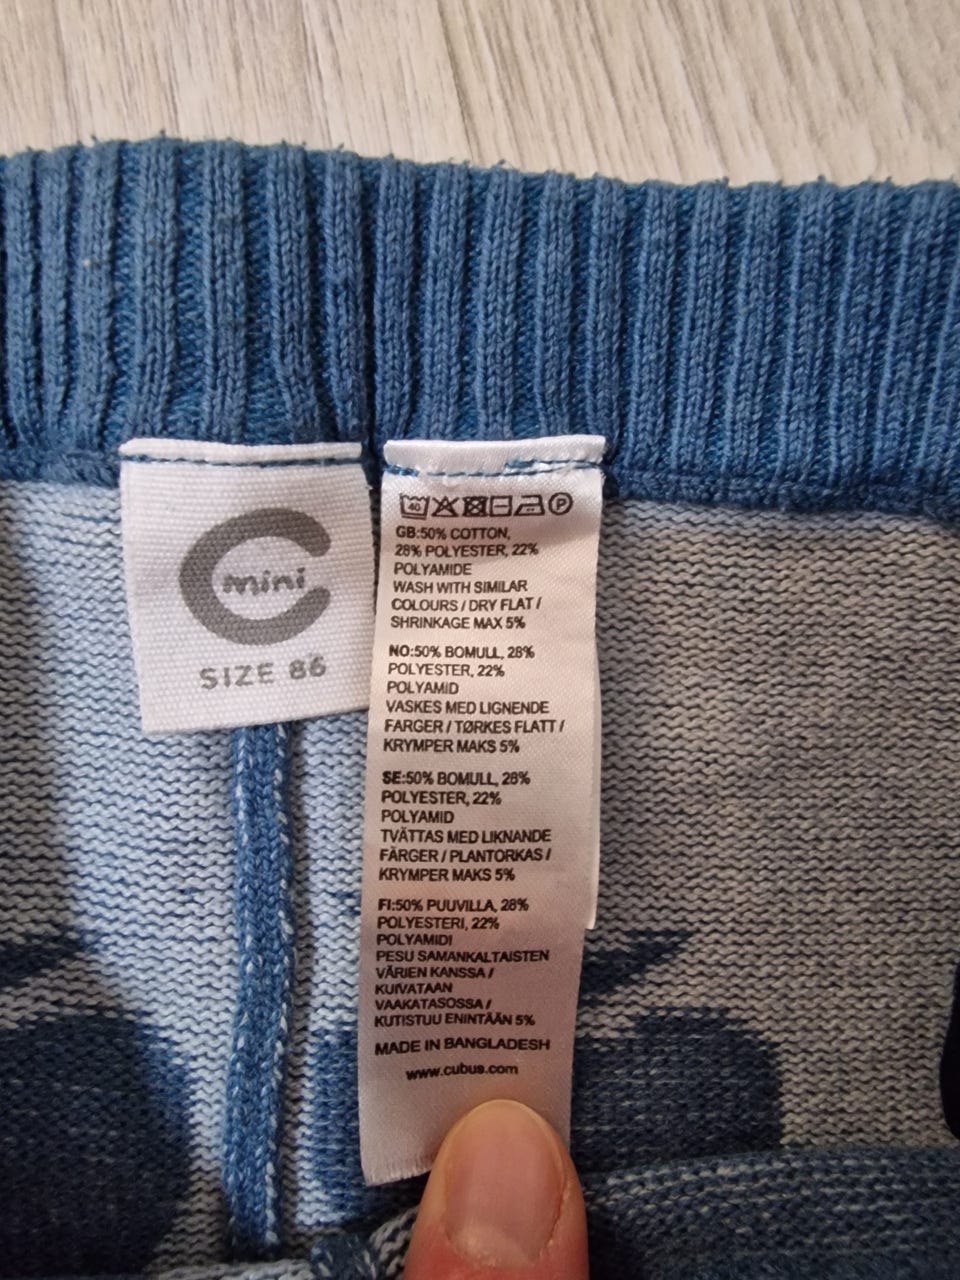 mini
SIZE 86
40 P
GB:50% COTTON,
28% POLYESTER, 22%
POLYAMIDE
WASH WITH SIMILAR
COLOURS / DRY FLAT /
SHRINKAGE MAX 5%
NO:50% BOMULL, 28%
POLYESTER, 22%
POLYAMID
VASKES MED LIGNENDE
FARGER / TØRKES FLATT /
KRYMPER MAKS 5%
SE:50% BOMULL, 28%
POLYESTER, 22%
POLYAMID
TVÄTTAS MED LIKNANDE
FÄRGER / PLANTORKAS /
KRYMPER MAKS 5%
FI:50% PUUVILLA, 28%
POLYESTERI, 22%
POLYAMIDI
PESU SAMANKALTAISTEN
VÄRIEN KANSSA /
KUIVATAAN
VAAKATASOSSA /
KUTISTUU ENINTÄÄN 5%
MADE IN BANGLADESH
www.cubus.com